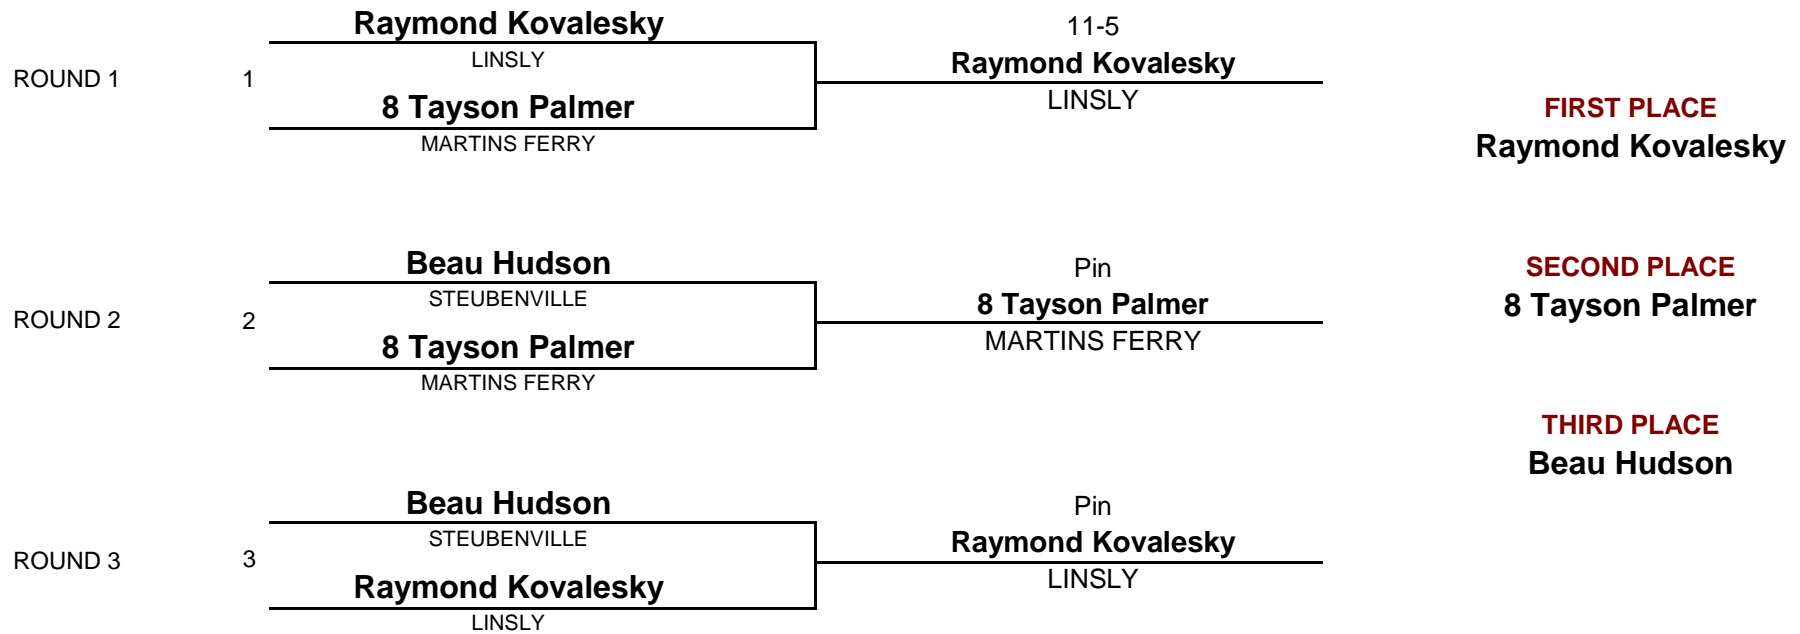 Raymond Kovalesky
LINSLY
ROUND 1
1
8 Tayson Palmer
MARTINS FERRY
11-5
Raymond Kovalesky
LINSLY
FIRST PLACE
Raymond Kovalesky
Beau Hudson
STEUBENVILLE
ROUND 2
2
8 Tayson Palmer
MARTINS FERRY
Pin
8 Tayson Palmer
MARTINS FERRY
SECOND PLACE
8 Tayson Palmer
THIRD PLACE
Beau Hudson
Beau Hudson
STEUBENVILLE
ROUND 3
3
Raymond Kovalesky
LINSLY
Pin
Raymond Kovalesky
LINSLY